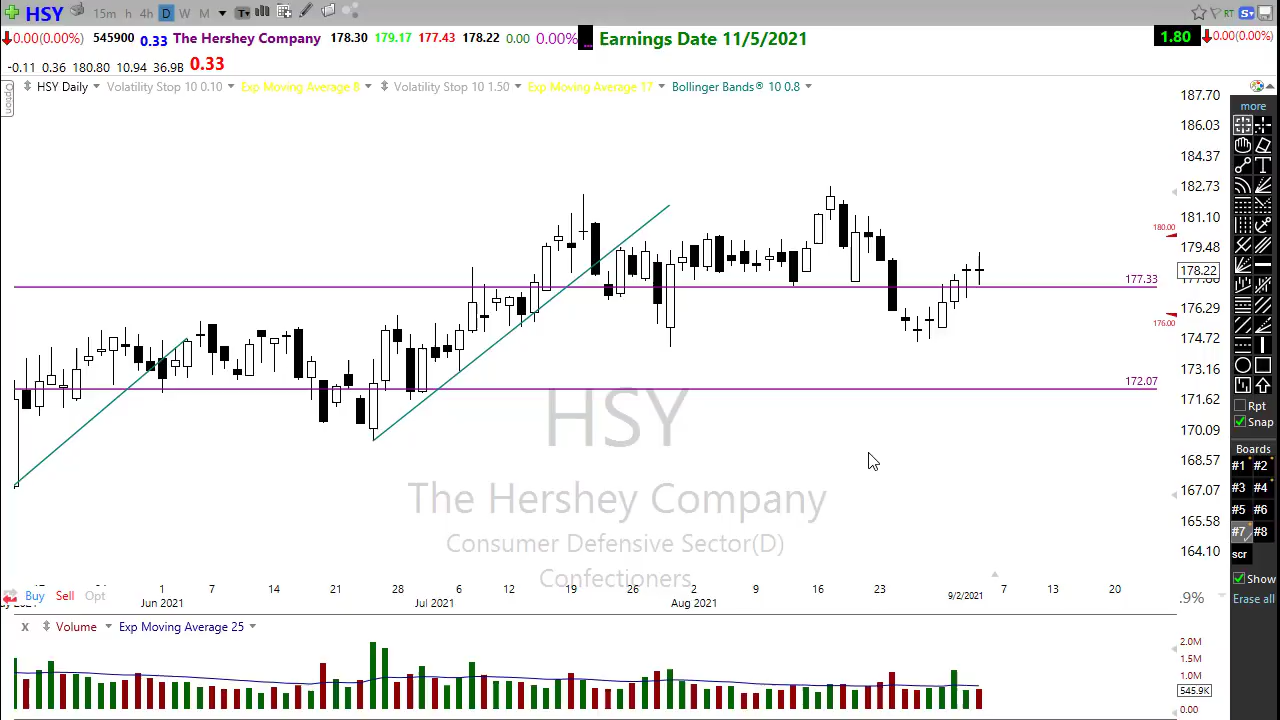 HSY 15m h 4h D W M T RT S
0.00(0.00%) 545900 0.33 The Hershey Company 178.30 179.17 177.43 178.22 0.00 0.00% ... Earnings Date 11/5/2021 1.80 0.00(0.00%)
-0.11 0.36 180.80 10.94 36.9B 0.33
Option
HSY Daily Volatility Stop 10 0.10 Exp Moving Average 8 Volatility Stop 10 1.50 Exp Moving Average 17 Bollinger Bands® 10 0.8
187.70
more
186.03
184.37
182.73
181.10
180.00
179.48
178.22
177.33
176.29
176.00
174.72
173.16
172.07
171.62
170.09
168.57
167.07
165.58
164.10
Rpt
Snap
Boards
#1 #2
#3 #4
#5 #6
#7 #8
scr
Show
Erase all
HSY
The Hershey Company
Consumer Defensive Sector(D)
Confectioners
1 7 14 21 28 6 12 19 26 2 9 16 23 9/2/2021 7 13 20
Buy Sell Opt
Jun 2021 Jul 2021 Aug 2021
.9%
x Volume Exp Moving Average 25
2.0M
1.5M
1.0M
545.9K
0.00